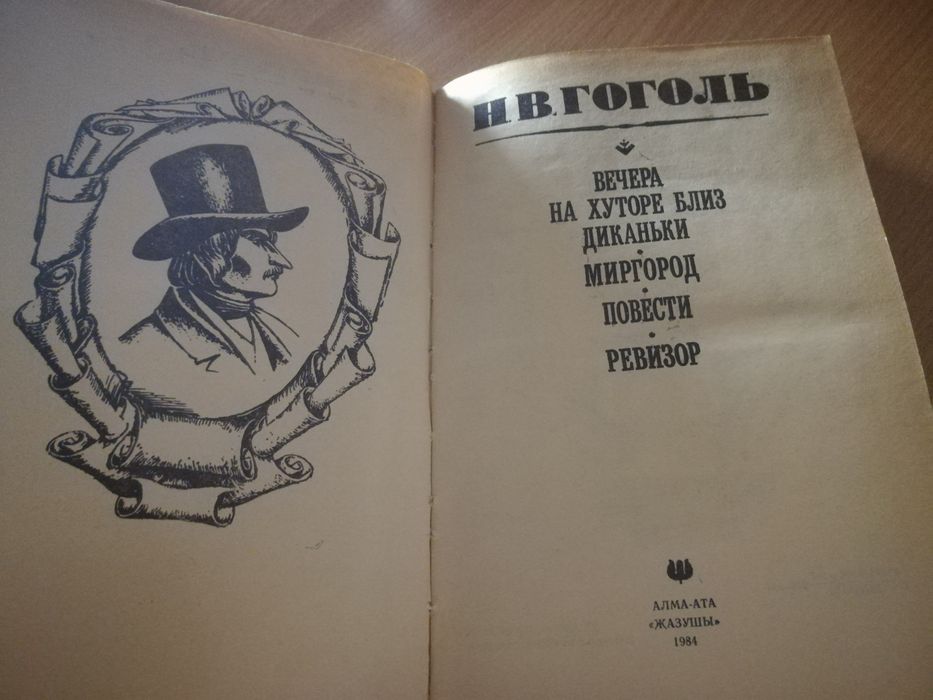 Н.В.ГОГОЛЬ
ВЕЧЕРА
НА ХУТОРЕ БЛИЗ
ДИКАНЬКИ
МИРГОРОД
ПОВЕСТИ
РЕВИЗОР
АЛМА-АТА
«ЖАЗУШЫ»
1984